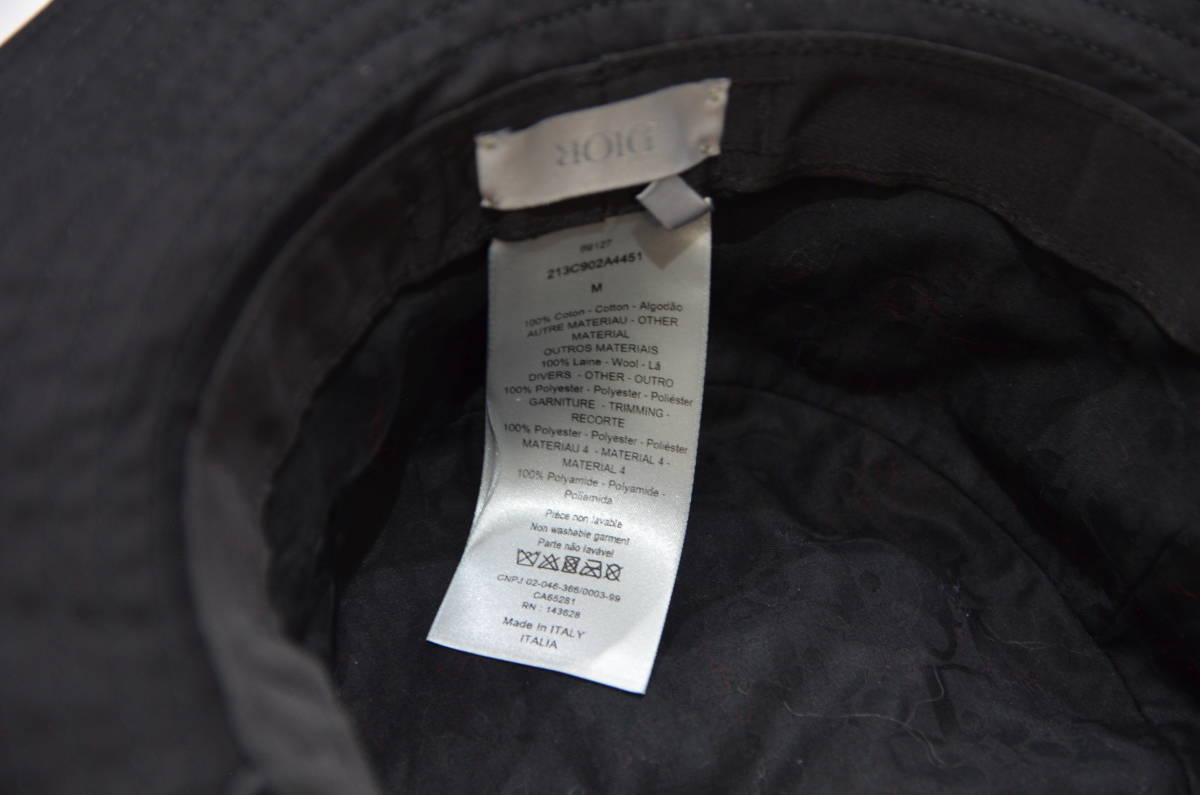 DIOR
99127
213C902A4451
M
100% Coton - Cotton - Algodão
AUTRE MATERIAU - OTHER
MATERIAL
OUTROS MATERIAIS
100% Laine - Wool - Lã
DIVERS - OTHER - OUTRO
100% Polyester - Polyester - Poliéster
GARNITURE - TRIMMING -
RECORTE
100% Polyester - Polyester - Poliéster
MATERIAU 4 - MATERIAL 4 -
MATERIAL 4
100% Polyamide - Polyamide -
Poliamida
Pièce non lavable
Non washable garment
Parte não lavável
CNPJ 02-046-366/0003-99
CA65281
RN : 143628
Made In ITALY
ITALIA